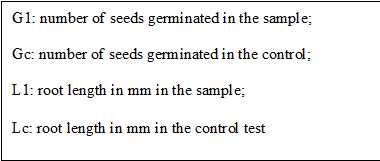 G1: number of seeds germinated in the sample;
Gc: number of seeds germinated in the control;
L1: root length in mm in the sample;
Lc: root length in mm in the control test